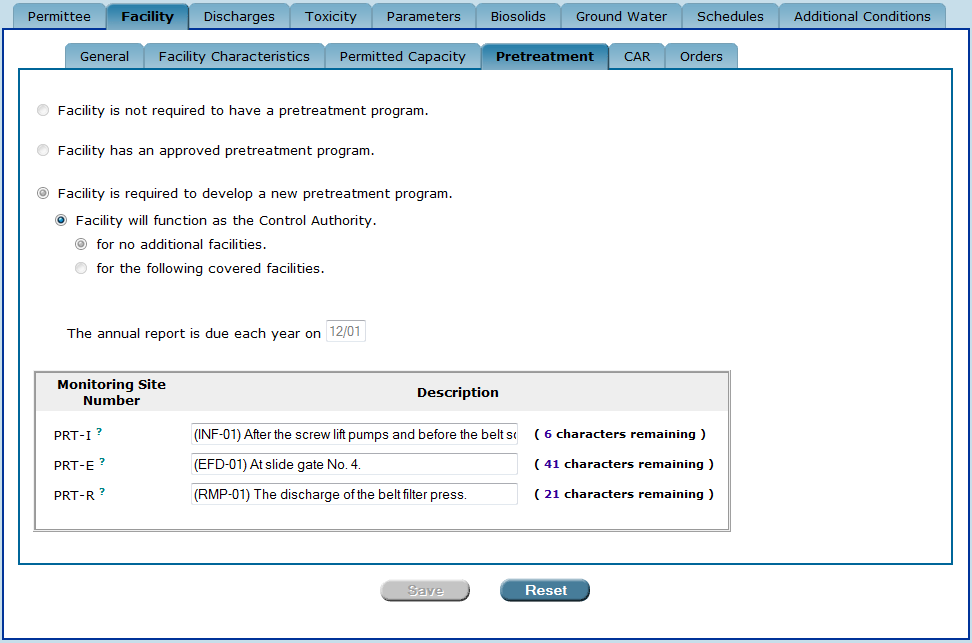 Permittee Facility Discharges Toxicity Parameters Biosolids Ground Water Schedules Additional Conditions
General Facility Characteristics Permitted Capacity Pretreatment CAR Orders
Facility is not required to have a pretreatment program.
Facility has an approved pretreatment program.
Facility is required to develop a new pretreatment program.
Facility will function as the Control Authority.
for no additional facilities.
for the following covered facilities.
The annual report is due each year on 12/01
Monitoring Site
Number
Description
PRT-I ? (INF-01) After the screw lift pumps and before the belt ( 6 characters remaining )
PRT-E ? (EFD-01) At slide gate No. 4. ( 41 characters remaining )
PRT-R ? (RMP-01) The discharge of the belt filter press. ( 21 characters remaining )
Save Reset